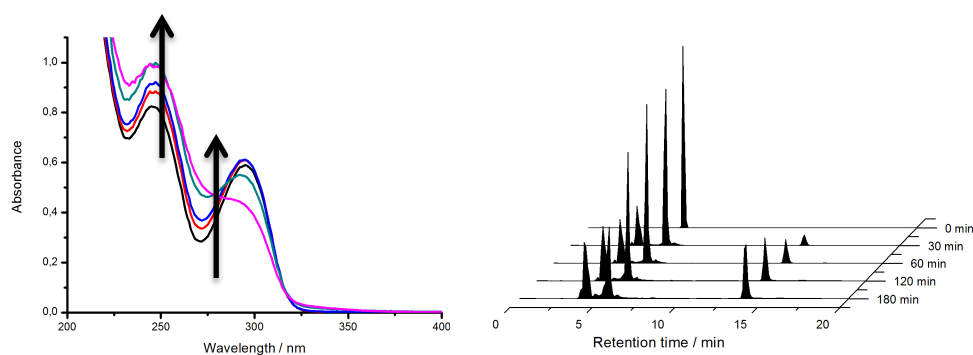 1,0
0,8
0,6
0,4
0,2
0,0
Absorbance
200 250 300 350 400
Wavelength / nm
0 min
30 min
60 min
120 min
180 min
0 5 10 15 20
Retention time / min